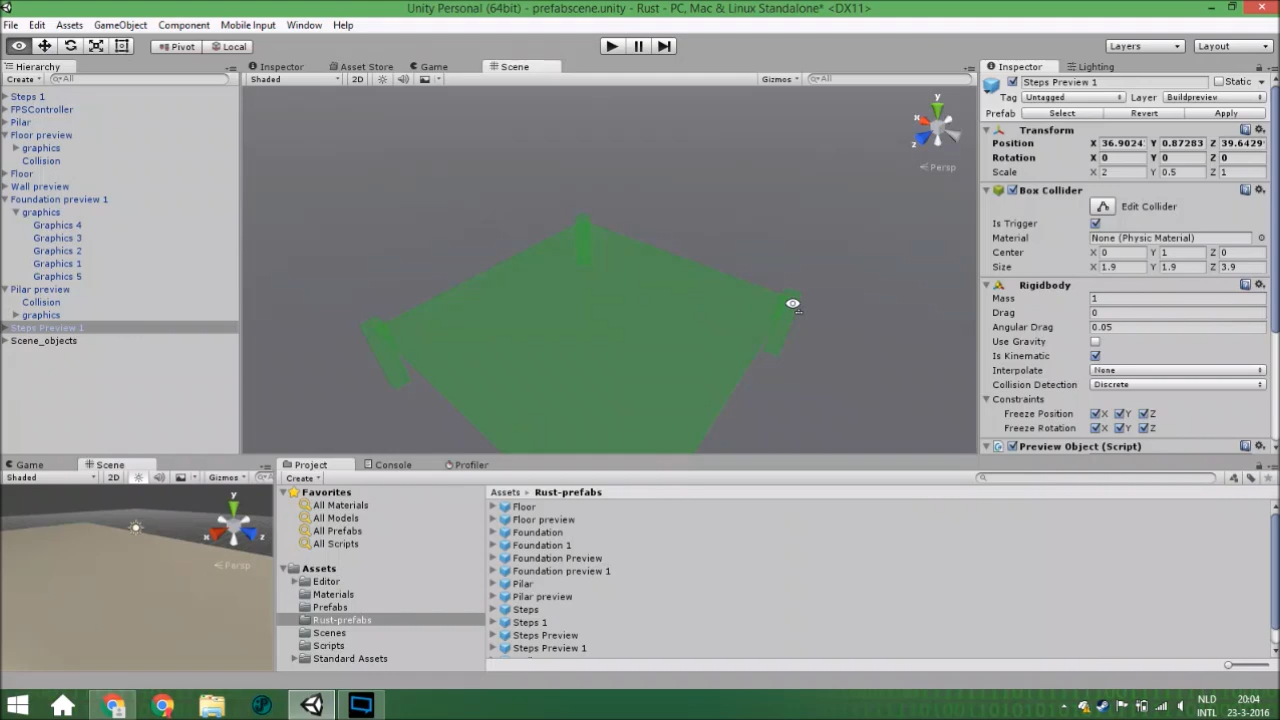 Unity Personal (64bit) - prefabscene.unity - Rust - PC, Mac & Linux Standalone* <DX11>
File Edit Assets GameObject Component Mobile Input Window Help
Pivot Local Layers Layout
Hierarchy
Create All
Steps 1
FPSController
Pilar
Floor preview
graphics
Collision
Floor
Wall preview
Foundation preview 1
graphics
Graphics 4
Graphics 3
Graphics 2
Graphics 1
Graphics 5
Pilar preview
Collision
graphics
Steps Preview 1
Scene_objects
Inspector Asset Store Game Scene
Shaded 2D Gizmos All
y
x
z
Persp
Inspector Lighting
Steps Preview 1 Static
Tag Untagged Layer Buildpreview
Prefab Select Revert Apply
Transform
Position X 36.9024 Y 0.87283 Z 39.6429
Rotation X 0 Y 0 Z 0
Scale X 2 Y 0.5 Z 1
Box Collider
Edit Collider
Is Trigger
Material None (Physic Material)
Center X 0 Y 1 Z 0
Size X 1.9 Y 1.9 Z 3.9
Rigidbody
Mass 1
Drag 0
Angular Drag 0.05
Use Gravity
Is Kinematic
Interpolate None
Collision Detection Discrete
Constraints
Freeze Position X Y Z
Freeze Rotation X Y Z
Preview Object (Script)
Game Scene
Shaded 2D Gizmos
y
x z
Persp
Project Console Profiler
Create
Favorites
All Materials
All Models
All Prefabs
All Scripts
Assets
Editor
Materials
Prefabs
Rust-prefabs
Scenes
Scripts
Standard Assets
Assets Rust-prefabs
Floor
Floor preview
Foundation
Foundation 1
Foundation Preview
Foundation preview 1
Pilar
Pilar preview
Steps
Steps 1
Steps Preview
Steps Preview 1
NLD 20:04
INTL 23-3-2016